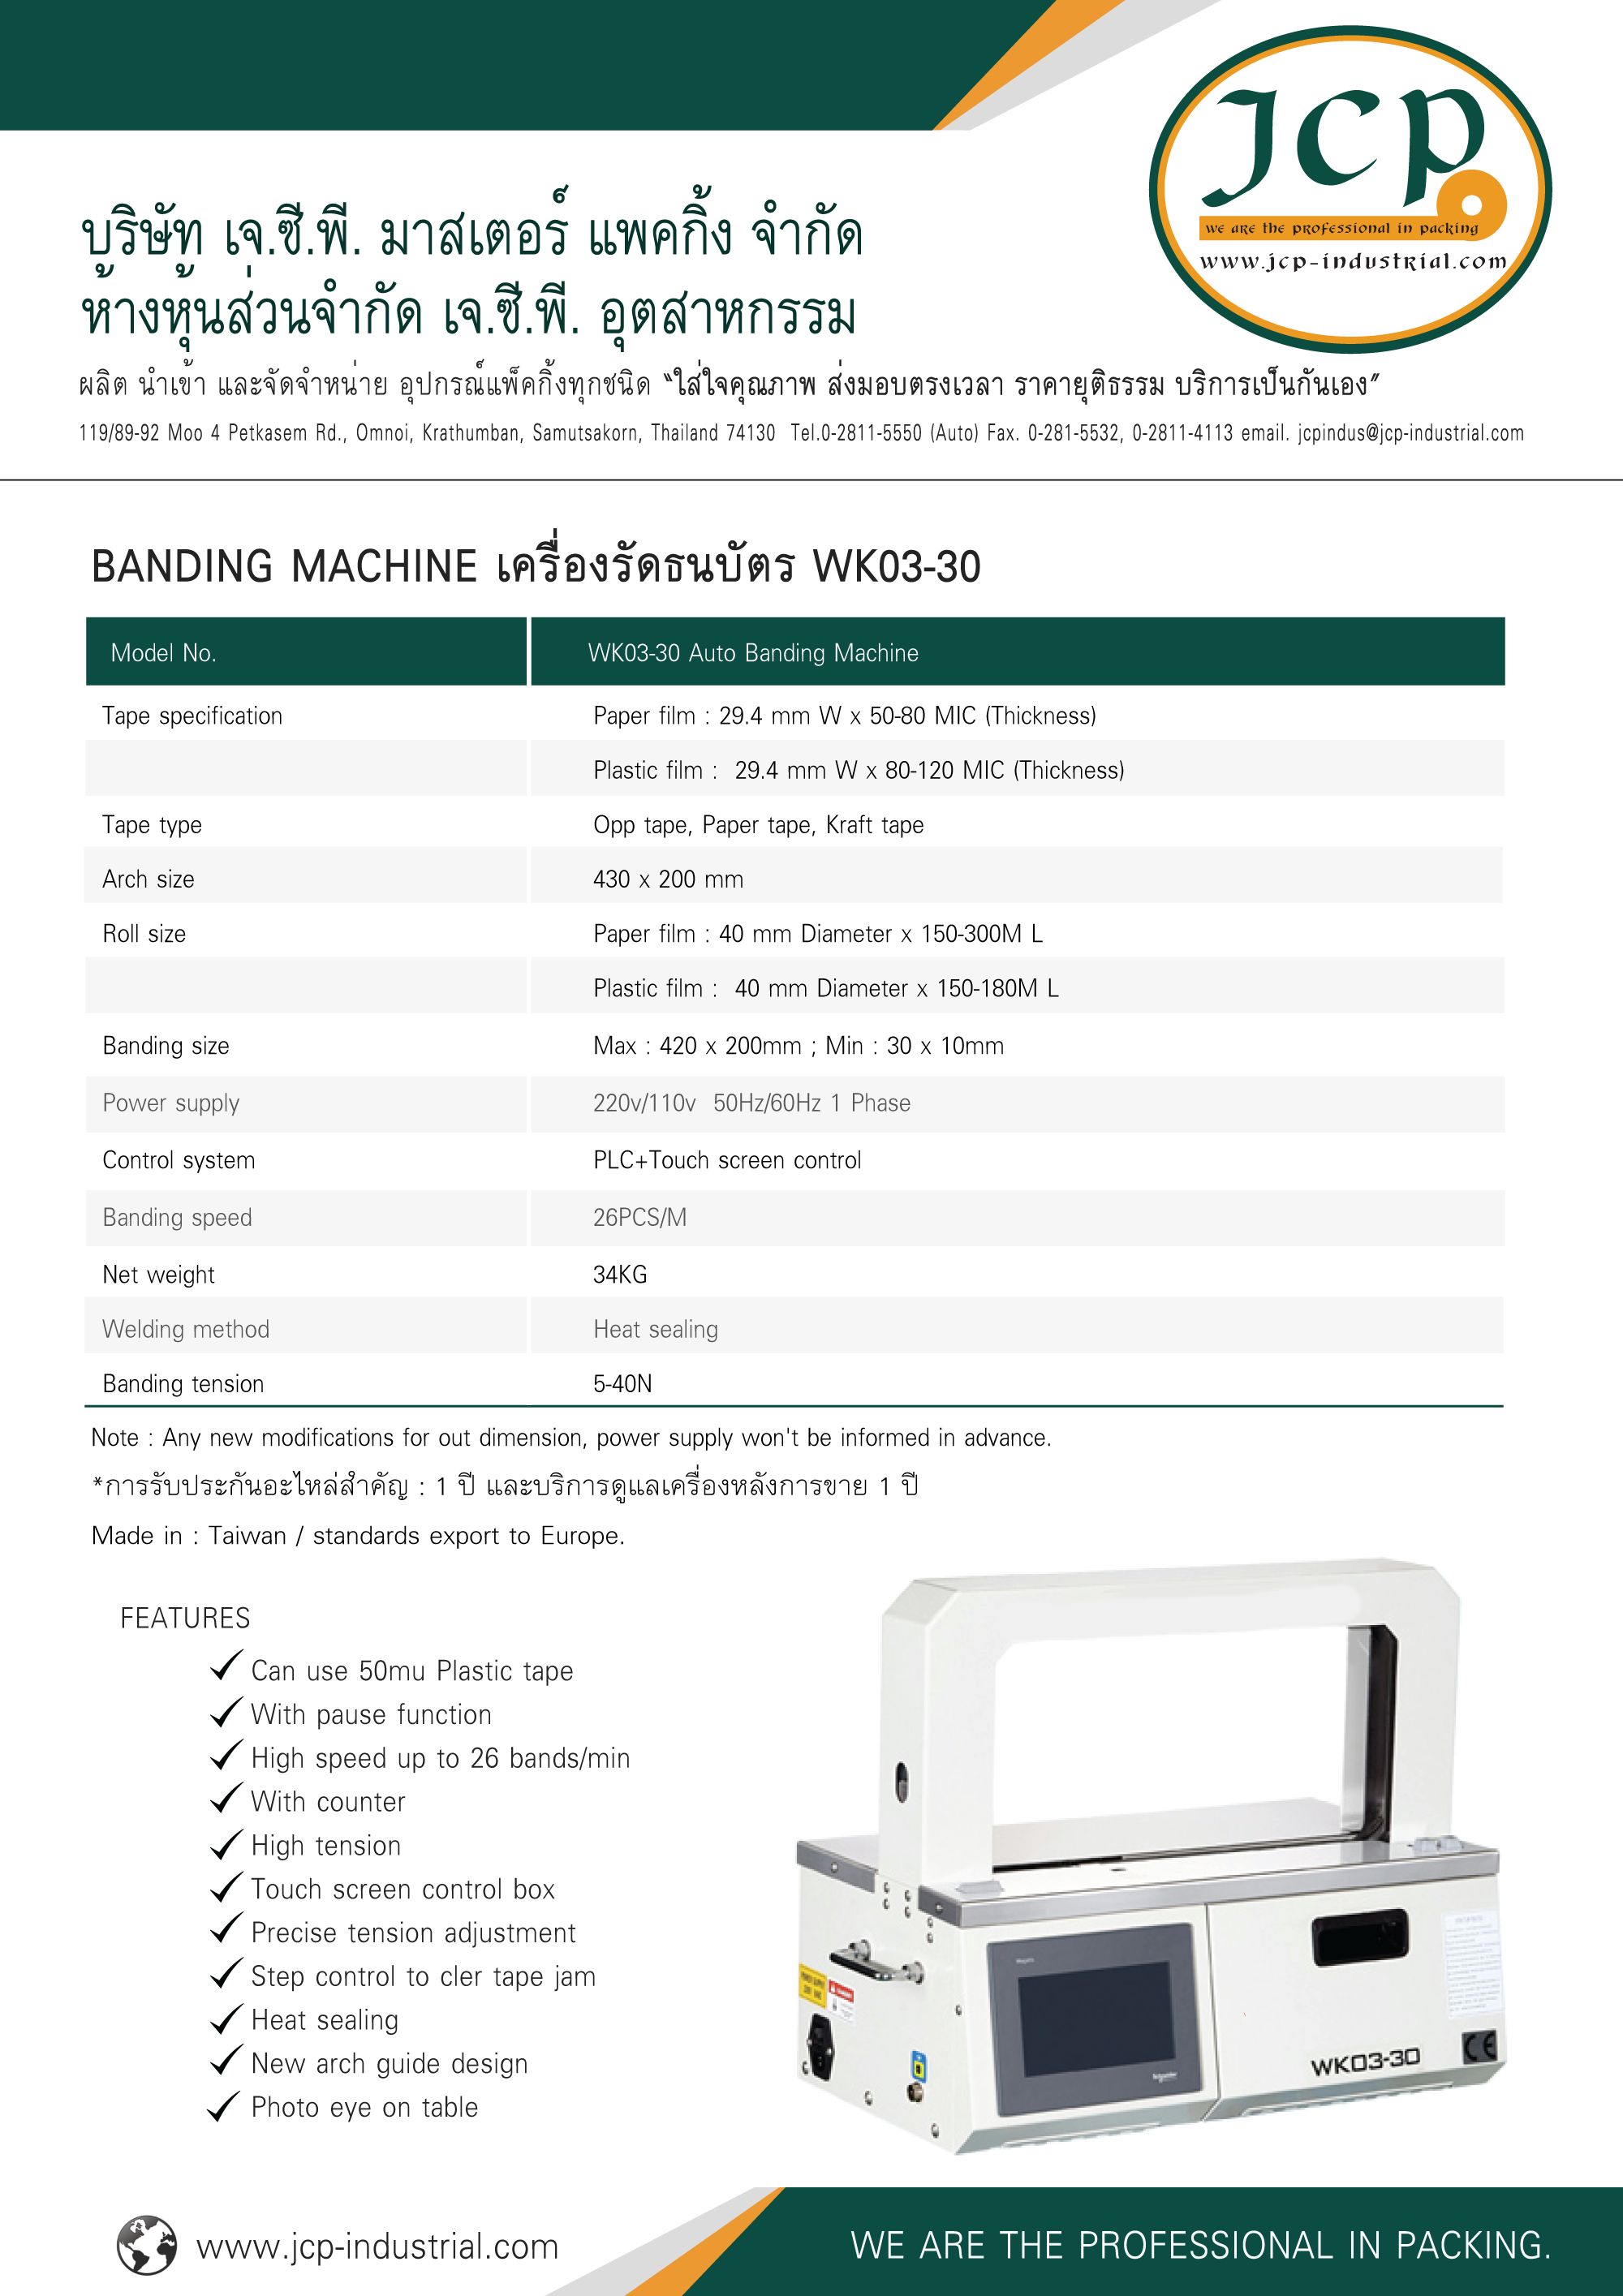 JCP
we are the professional in packing
www.jcp-industrial.com
บริษัท เจ.ซี.พี. มาสเตอร์ แพคกิ้ง จำกัด
ห้างหุ้นส่วนจำกัด เจ.ซี.พี. อุตสาหกรรม
ผลิต นำเข้า และจัดจำหน่าย อุปกรณ์แพ็คกิ้งทุกชนิด "ใส่ใจคุณภาพ ส่งมอบตรงเวลา ราคายุติธรรม บริการเป็นกันเอง"
119/89-92 Moo 4 Petkasem Rd., Omnoi, Krathumban, Samutsakorn, Thailand 74130 Tel.0-2811-5550 (Auto) Fax. 0-281-5532, 0-2811-4113 email. jcpindus@jcp-industrial.com
BANDING MACHINE เครื่องรัดธนบัตร WK03-30
Model No. WK03-30 Auto Banding Machine
Tape specification Paper film : 29.4 mm W x 50-80 MIC (Thickness)
Plastic film : 29.4 mm W x 80-120 MIC (Thickness)
Tape type Opp tape, Paper tape, Kraft tape
Arch size 430 x 200 mm
Roll size Paper film : 40 mm Diameter x 150-300M L
Plastic film : 40 mm Diameter x 150-180M L
Banding size Max : 420 x 200mm ; Min : 30 x 10mm
Power supply 220v/110v 50Hz/60Hz 1 Phase
Control system PLC+Touch screen control
Banding speed 26PCS/M
Net weight 34KG
Welding method Heat sealing
Banding tension 5-40N
Note : Any new modifications for out dimension, power supply won't be informed in advance.
*การรับประกันอะไหล่สำคัญ : 1 ปี และบริการดูแลเครื่องหลังการขาย 1 ปี
Made in : Taiwan / standards export to Europe.
FEATURES
✓ Can use 50mu Plastic tape
✓ With pause function
✓ High speed up to 26 bands/min
✓ With counter
✓ High tension
✓ Touch screen control box
✓ Precise tension adjustment
✓ Step control to cler tape jam
✓ Heat sealing
✓ New arch guide design
✓ Photo eye on table
WK03-30
CE
www.jcp-industrial.com
WE ARE THE PROFESSIONAL IN PACKING.